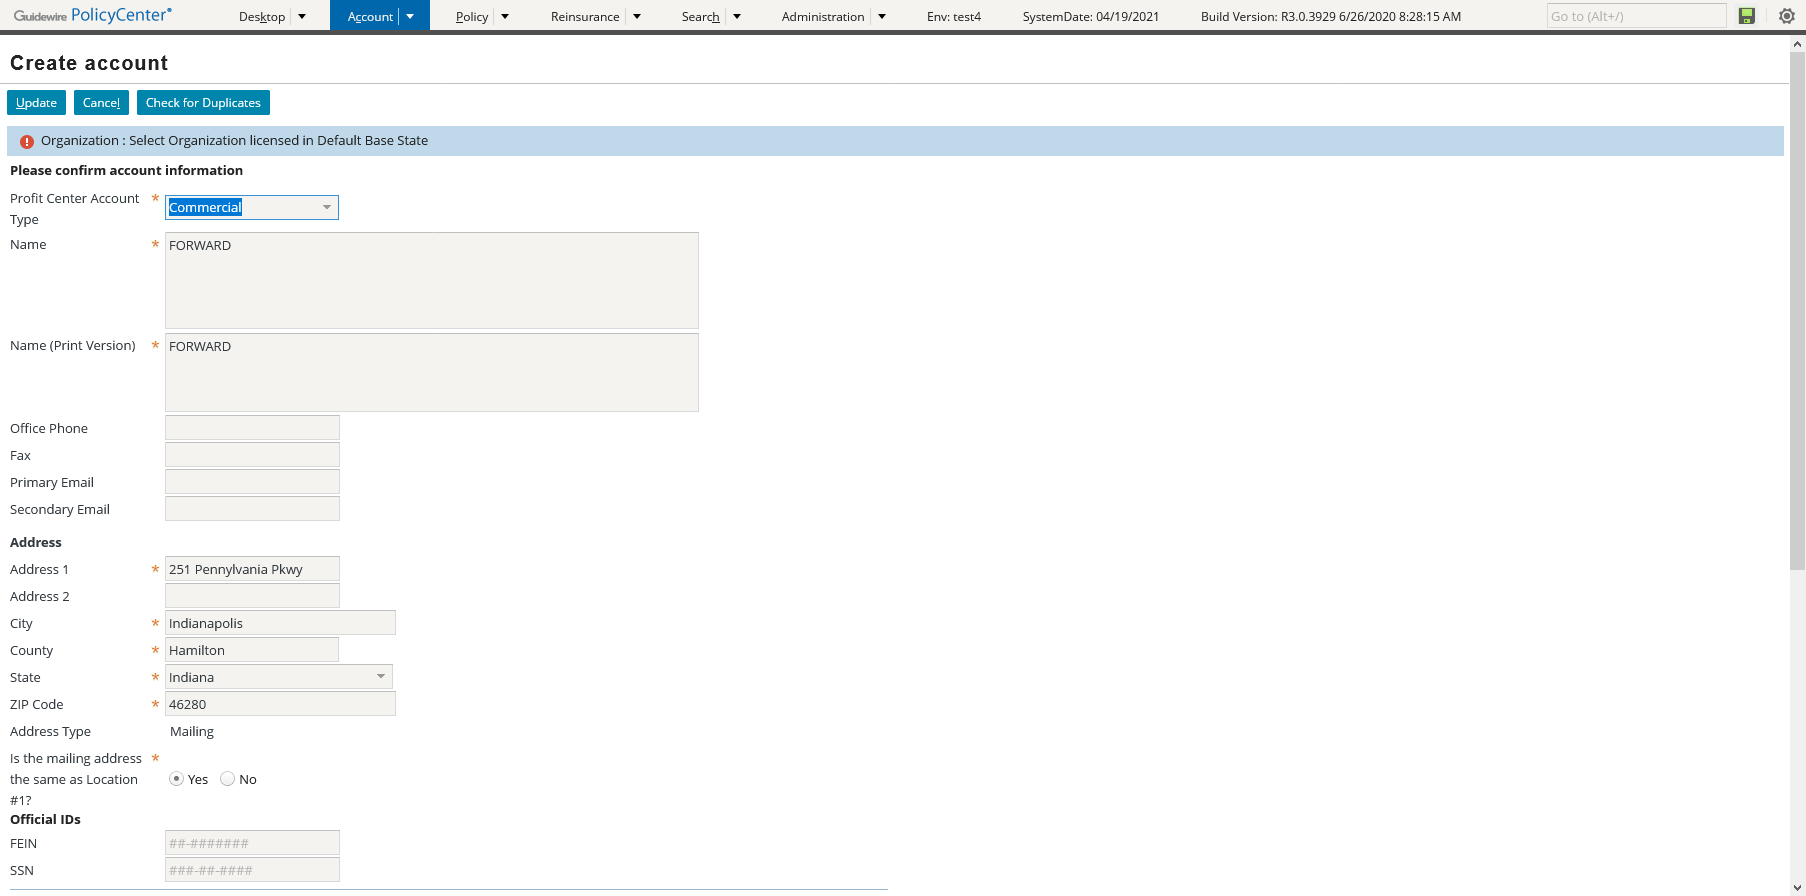 Guidewire PolicyCenter Desktop Account Policy Reinsurance Search Administration Env: test4 SystemDate: 04/19/2021 Build Version: R3.0.3929 6/26/2020 8:28:15 AM Go to (Alt+/)
Create account
Update Cancel Check for Duplicates
Organization : Select Organization licensed in Default Base State
Please confirm account information
Profit Center Account
Type * Commercial
Name * FORWARD
Name (Print Version) * FORWARD
Office Phone
Fax
Primary Email
Secondary Email
Address
Address 1 * 251 Pennylvania Pkwy
Address 2
City * Indianapolis
County * Hamilton
State * Indiana
ZIP Code * 46280
Address Type Mailing
Is the mailing address *
the same as Location Yes No
#1?
Official IDs
FEIN ##-#######
SSN ###-##-####